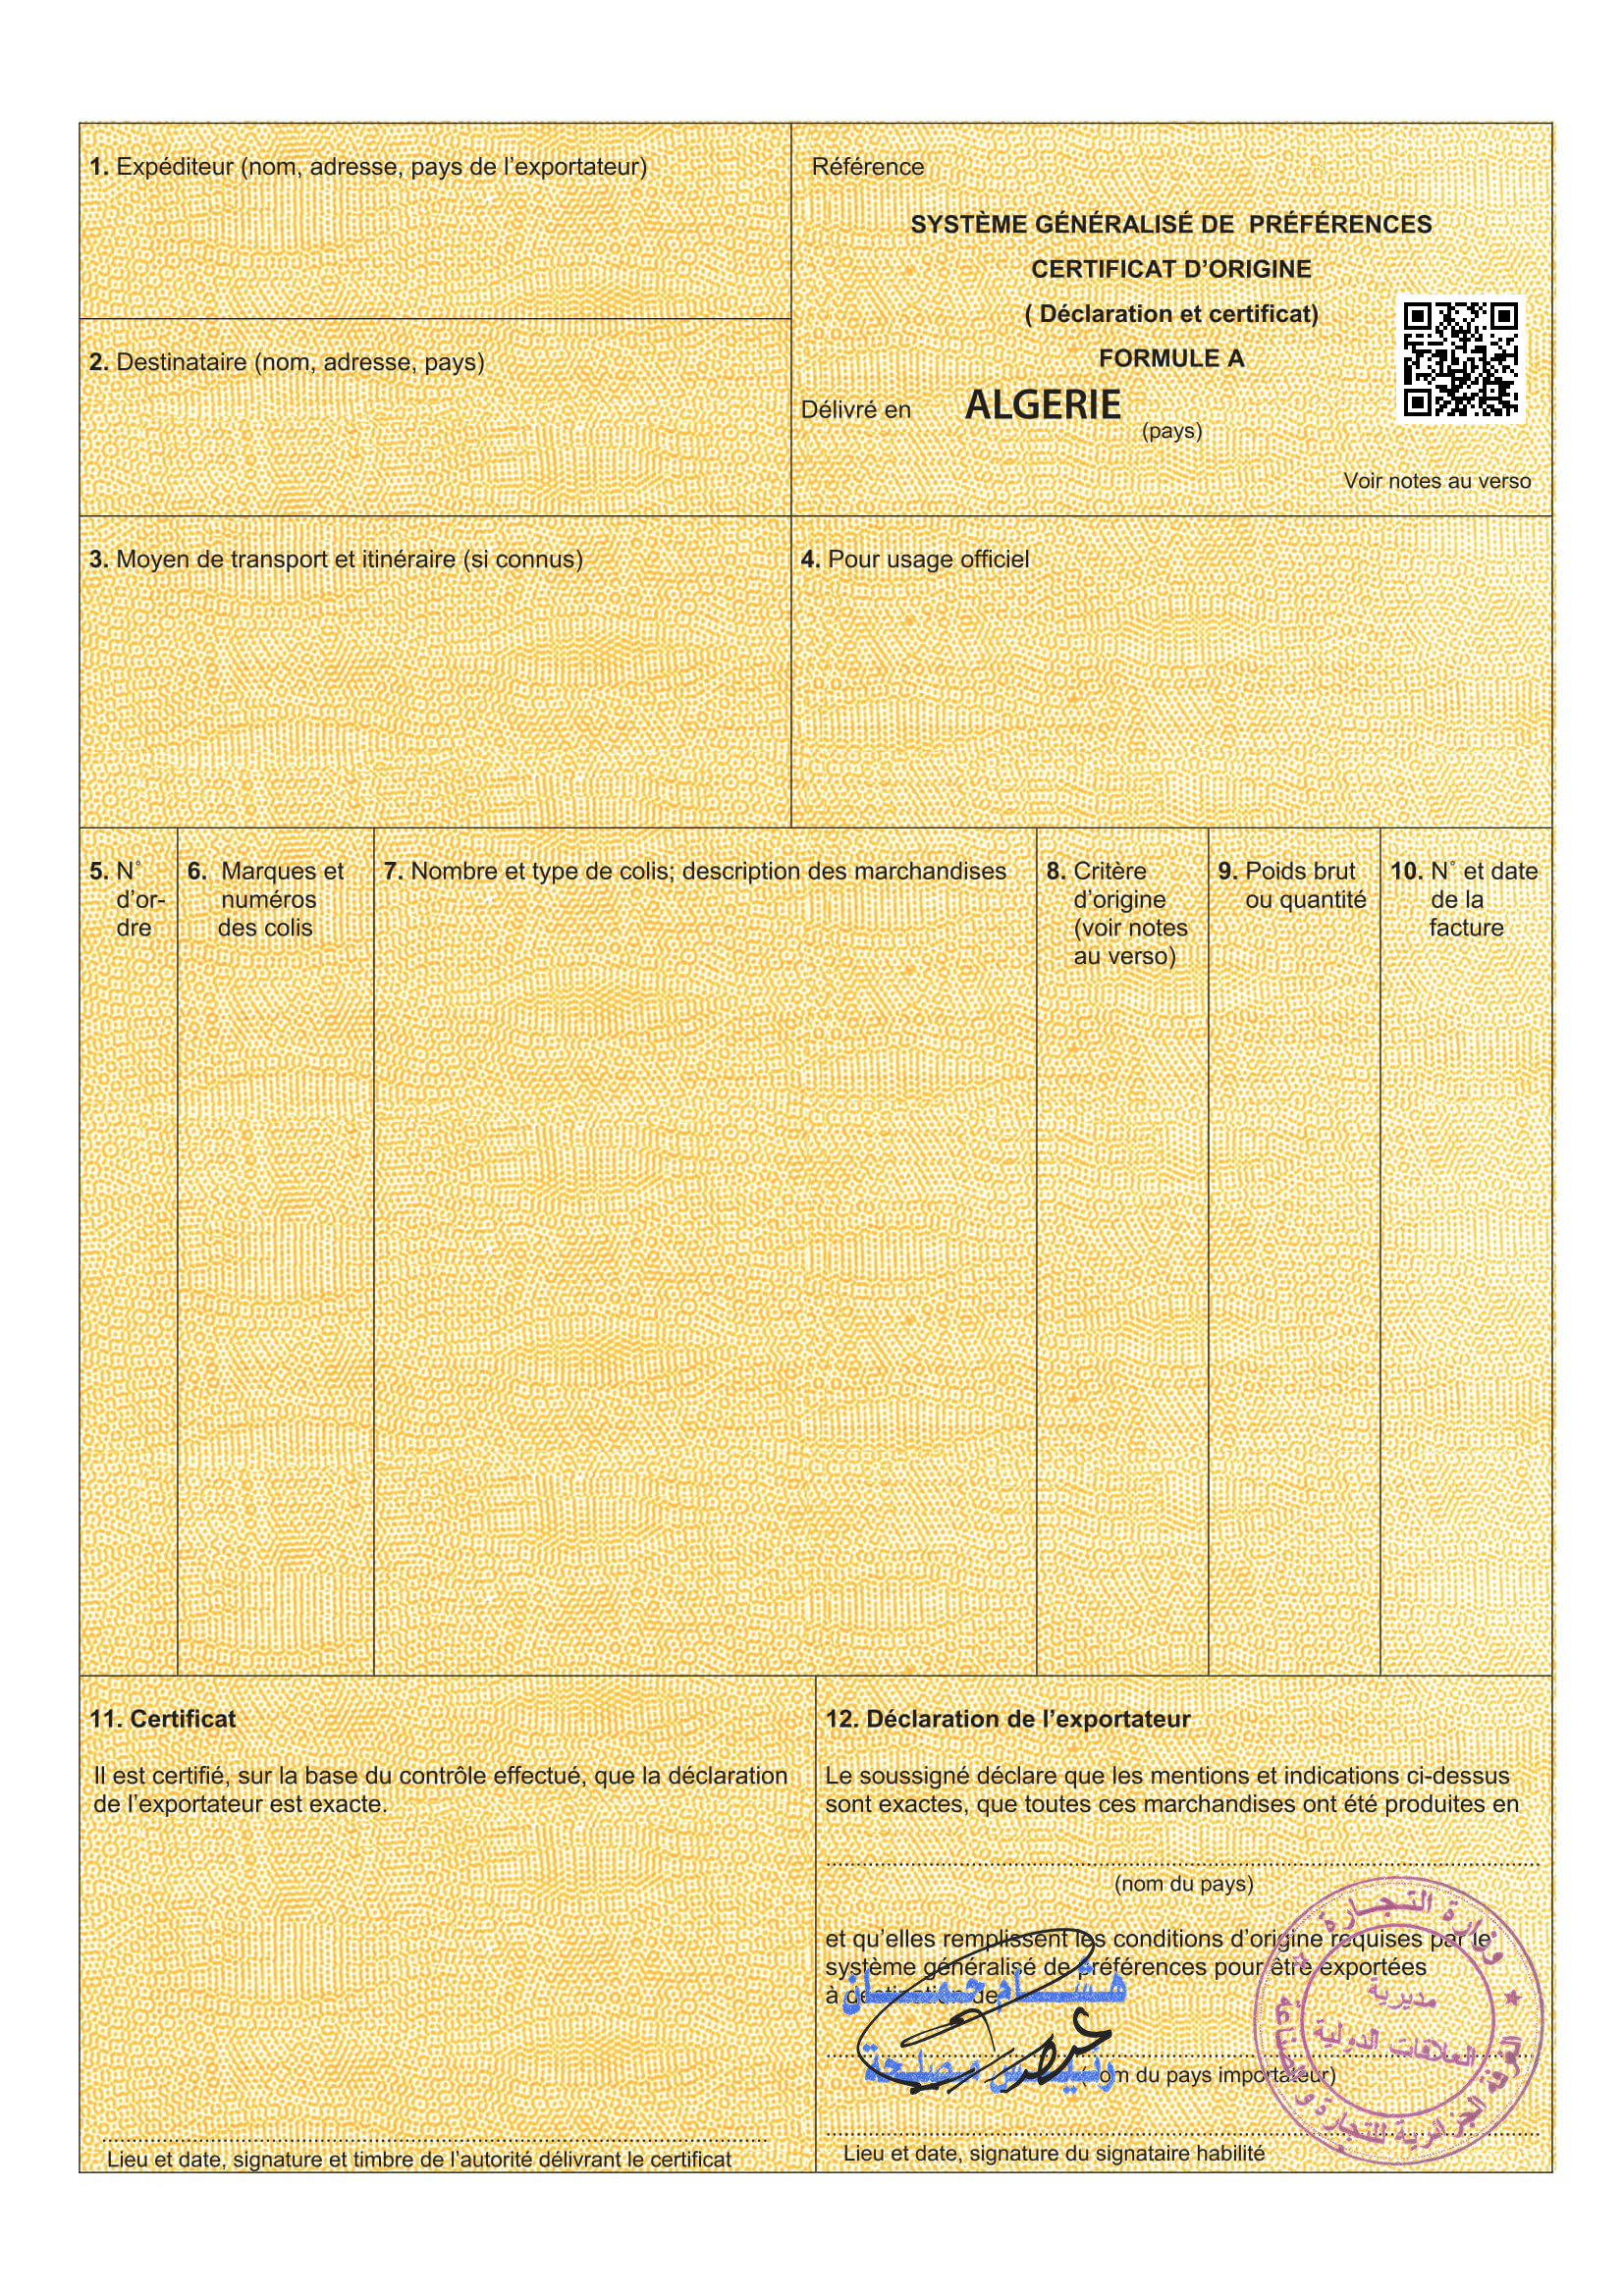 1. Expéditeur (nom, adresse, pays de l’exportateur)
Référence
SYSTÈME GÉNÉRALISÉ DE PRÉFÉRENCES
CERTIFICAT D’ORIGINE
( Déclaration et certificat)
FORMULE A
Délivré en ALGERIE
(pays)
Voir notes au verso
2. Destinataire (nom, adresse, pays)
3. Moyen de transport et itinéraire (si connus)
4. Pour usage officiel
5. N°
d’or-
dre
6. Marques et
numéros
des colis
7. Nombre et type de colis; description des marchandises
8. Critère
d’origine
(voir notes
au verso)
9. Poids brut
ou quantité
10. N° et date
de la
facture
11. Certificat
Il est certifié, sur la base du contrôle effectué, que la déclaration
de l’exportateur est exacte.
Lieu et date, signature et timbre de l’autorité délivrant le certificat
12. Déclaration de l’exportateur
Le soussigné déclare que les mentions et indications ci-dessus
sont exactes, que toutes ces marchandises ont été produites en
(nom du pays)
et qu’elles remplissent les conditions d’origine requises par le
système généralisé de préférences pour être exportées
à destination de
(nom du pays importateur)
Lieu et date, signature du signataire habilité
رئيس مصلحة
وزارة التجارة
الغرفة الجزائرية للتجارة و الصناعة
مديرية
العلاقات الدولية